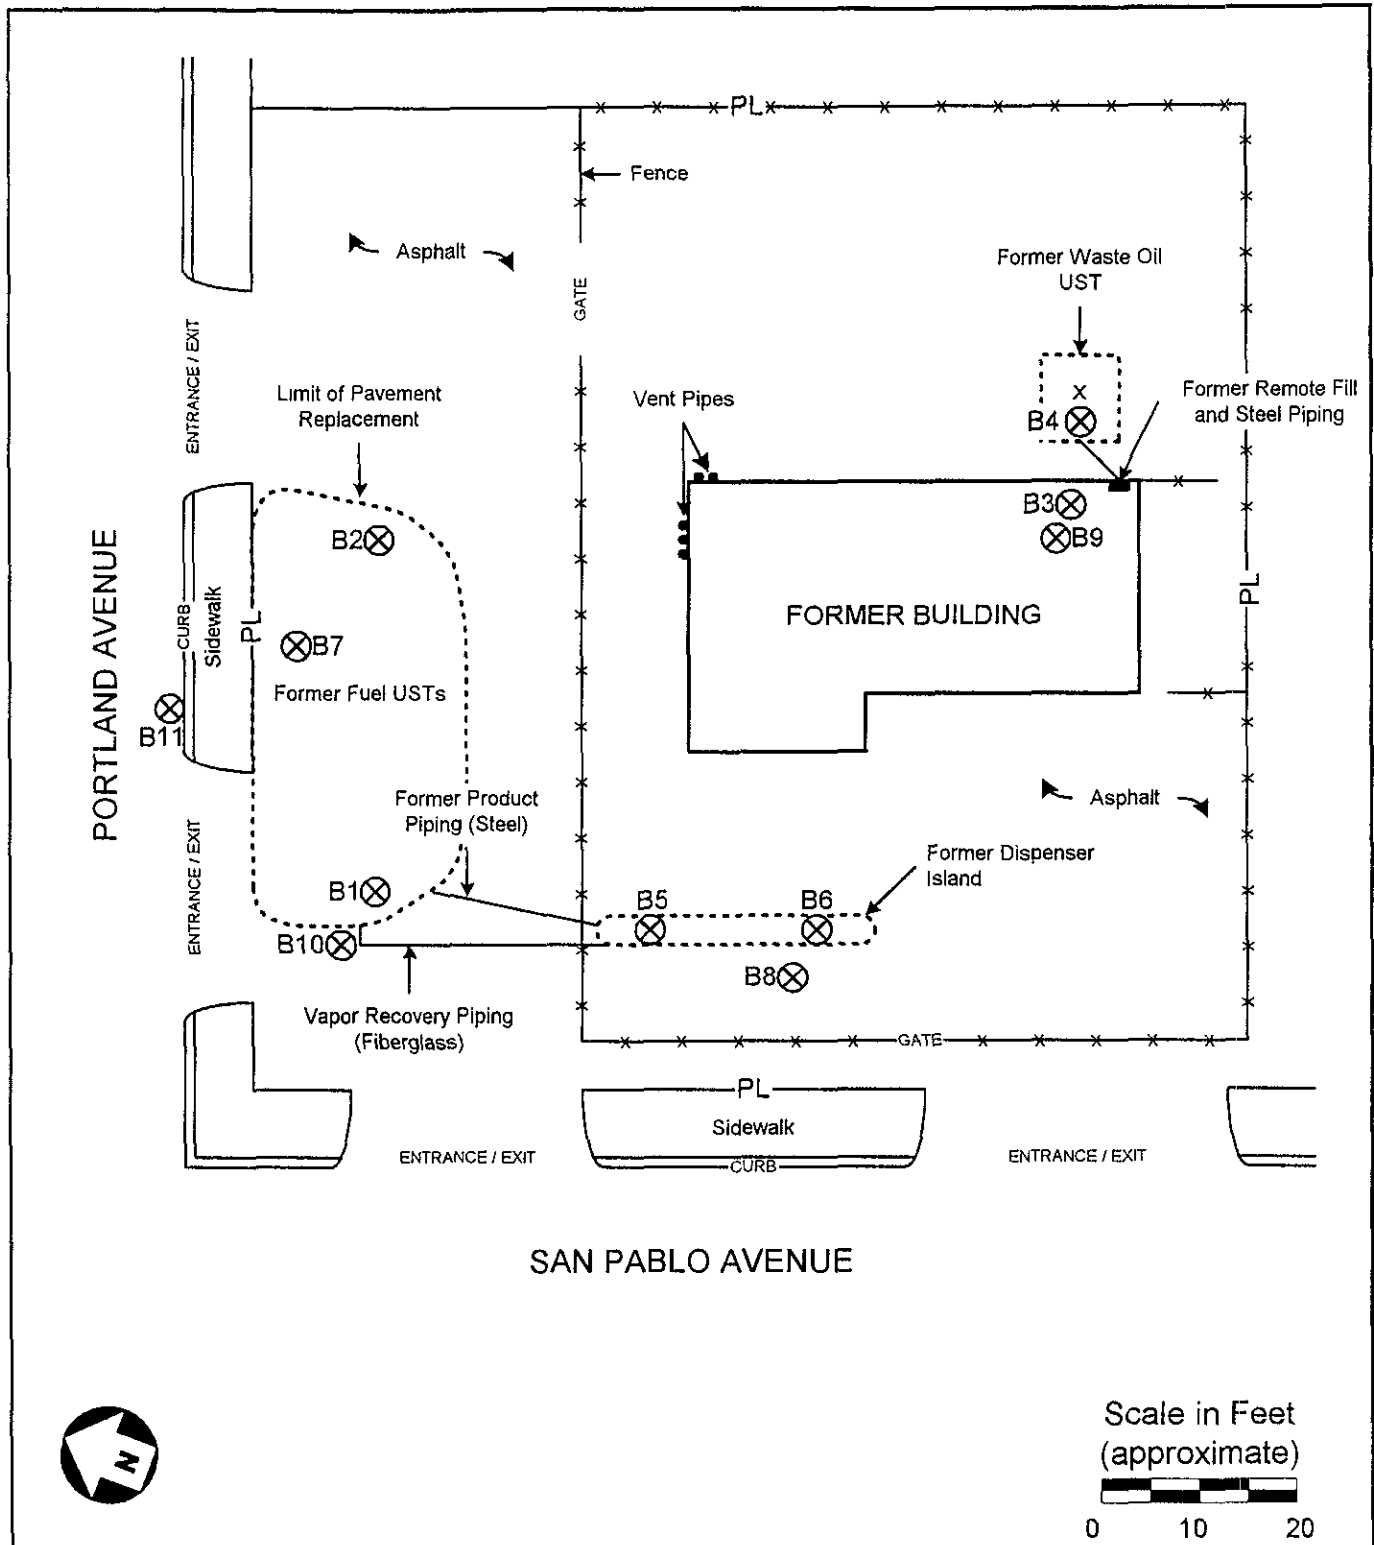 PL
Fence
Asphalt
GATE
ENTRANCE / EXIT
Former Waste Oil
UST
x
B4
Former Remote Fill
and Steel Piping
Limit of Pavement
Replacement
Vent Pipes
B3
B9
B2
PORTLAND AVENUE
CURB
Sidewalk
PL
B7
Former Fuel USTs
B11
FORMER BUILDING
PL
Former Product
Piping (Steel)
Asphalt
ENTRANCE / EXIT
Former Dispenser
Island
B1
B5
B6
B10
B8
Vapor Recovery Piping
(Fiberglass)
GATE
PL
Sidewalk
CURB
ENTRANCE / EXIT
ENTRANCE / EXIT
SAN PABLO AVENUE
N
Scale in Feet
(approximate)
0 10 20